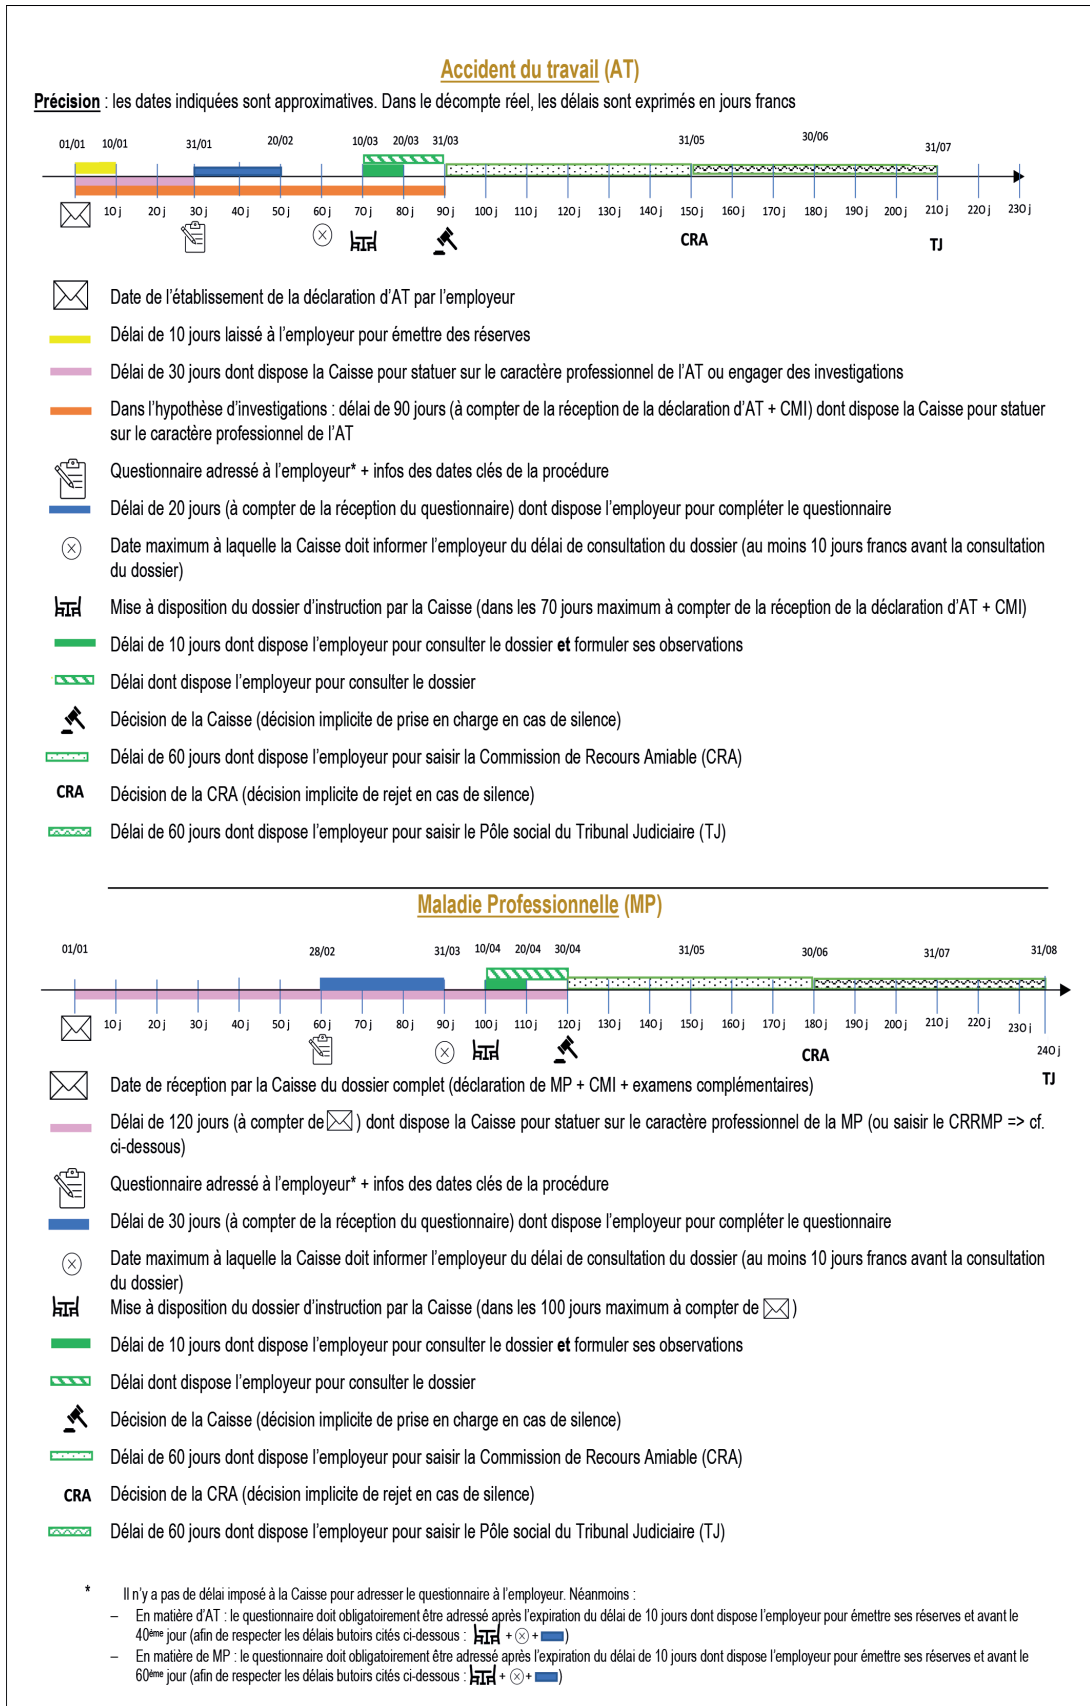 Accident du travail (AT)
Précision : les dates indiquées sont approximatives. Dans le décompte réel, les délais sont exprimés en jours francs
01/01 10/01 31/01 20/02 10/03 20/03 31/03 31/05 30/06 31/07
10 j 20 j 30 j 40 j 50 j 60 j 70 j 80 j 90 j 100 j 110 j 120 j 130 j 140 j 150 j 160 j 170 j 180 j 190 j 200 j 210 j 220 j 230 j
CRA TJ
Date de l'établissement de la déclaration d'AT par l'employeur
Délai de 10 jours laissé à l'employeur pour émettre des réserves
Délai de 30 jours dont dispose la Caisse pour statuer sur le caractère professionnel de l'AT ou engager des investigations
Dans l'hypothèse d'investigations : délai de 90 jours (à compter de la réception de la déclaration d'AT + CMI) dont dispose la Caisse pour statuer
sur le caractère professionnel de l'AT
Questionnaire adressé à l'employeur* + infos des dates clés de la procédure
Délai de 20 jours (à compter de la réception du questionnaire) dont dispose l'employeur pour compléter le questionnaire
Date maximum à laquelle la Caisse doit informer l'employeur du délai de consultation du dossier (au moins 10 jours francs avant la consultation
du dossier)
Mise à disposition du dossier d'instruction par la Caisse (dans les 70 jours maximum à compter de la réception de la déclaration d'AT + CMI)
Délai de 10 jours dont dispose l'employeur pour consulter le dossier et formuler ses observations
Délai dont dispose l'employeur pour consulter le dossier
Décision de la Caisse (décision implicite de prise en charge en cas de silence)
Délai de 60 jours dont dispose l'employeur pour saisir la Commission de Recours Amiable (CRA)
CRA Décision de la CRA (décision implicite de rejet en cas de silence)
Délai de 60 jours dont dispose l'employeur pour saisir le Pôle social du Tribunal Judiciaire (TJ)
Maladie Professionnelle (MP)
01/01 28/02 31/03 10/04 20/04 30/04 31/05 30/06 31/07 31/08
10 j 20 j 30 j 40 j 50 j 60 j 70 j 80 j 90 j 100 j 110 j 120 j 130 j 140 j 150 j 160 j 170 j 180 j 190 j 200 j 210 j 220 j 230 j
240 j
CRA TJ
Date de réception par la Caisse du dossier complet (déclaration de MP + CMI + examens complémentaires)
Délai de 120 jours (à compter de ) dont dispose la Caisse pour statuer sur le caractère professionnel de la MP (ou saisir le CRRMP => cf.
ci-dessous)
Questionnaire adressé à l'employeur* + infos des dates clés de la procédure
Délai de 30 jours (à compter de la réception du questionnaire) dont dispose l'employeur pour compléter le questionnaire
Date maximum à laquelle la Caisse doit informer l'employeur du délai de consultation du dossier (au moins 10 jours francs avant la consultation
du dossier)
Mise à disposition du dossier d'instruction par la Caisse (dans les 100 jours maximum à compter de )
Délai de 10 jours dont dispose l'employeur pour consulter le dossier et formuler ses observations
Délai dont dispose l'employeur pour consulter le dossier
Décision de la Caisse (décision implicite de prise en charge en cas de silence)
Délai de 60 jours dont dispose l'employeur pour saisir la Commission de Recours Amiable (CRA)
CRA Décision de la CRA (décision implicite de rejet en cas de silence)
Délai de 60 jours dont dispose l'employeur pour saisir le Pôle social du Tribunal Judiciaire (TJ)
* Il n'y a pas de délai imposé à la Caisse pour adresser le questionnaire à l'employeur. Néanmoins :
– En matière d'AT : le questionnaire doit obligatoirement être adressé après l'expiration du délai de 10 jours dont dispose l'employeur pour émettre ses réserves et avant le
40ème jour (afin de respecter les délais butoirs cités ci-dessous : + + )
– En matière de MP : le questionnaire doit obligatoirement être adressé après l'expiration du délai de 10 jours dont dispose l'employeur pour émettre ses réserves et avant le
60ème jour (afin de respecter les délais butoirs cités ci-dessous : + + )